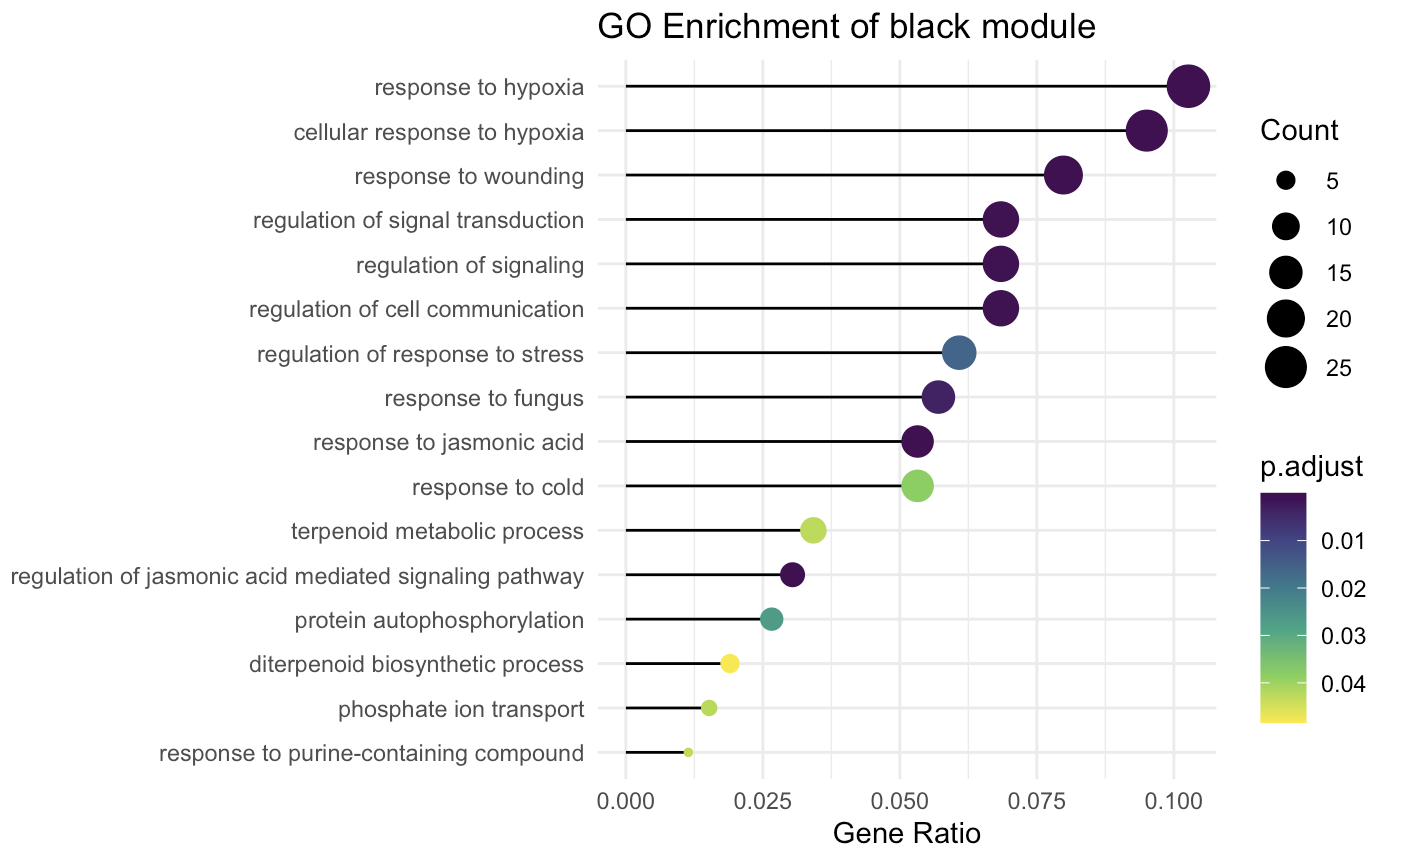 GO Enrichment of black module
response to hypoxia
cellular response to hypoxia
response to wounding
regulation of signal transduction
regulation of signaling
regulation of cell communication
regulation of response to stress
response to fungus
response to jasmonic acid
response to cold
terpenoid metabolic process
regulation of jasmonic acid mediated signaling pathway
protein autophosphorylation
diterpenoid biosynthetic process
phosphate ion transport
response to purine-containing compound
0.000 0.025 0.050 0.075 0.100
Gene Ratio
Count
5
10
15
20
25
p.adjust
0.01
0.02
0.03
0.04